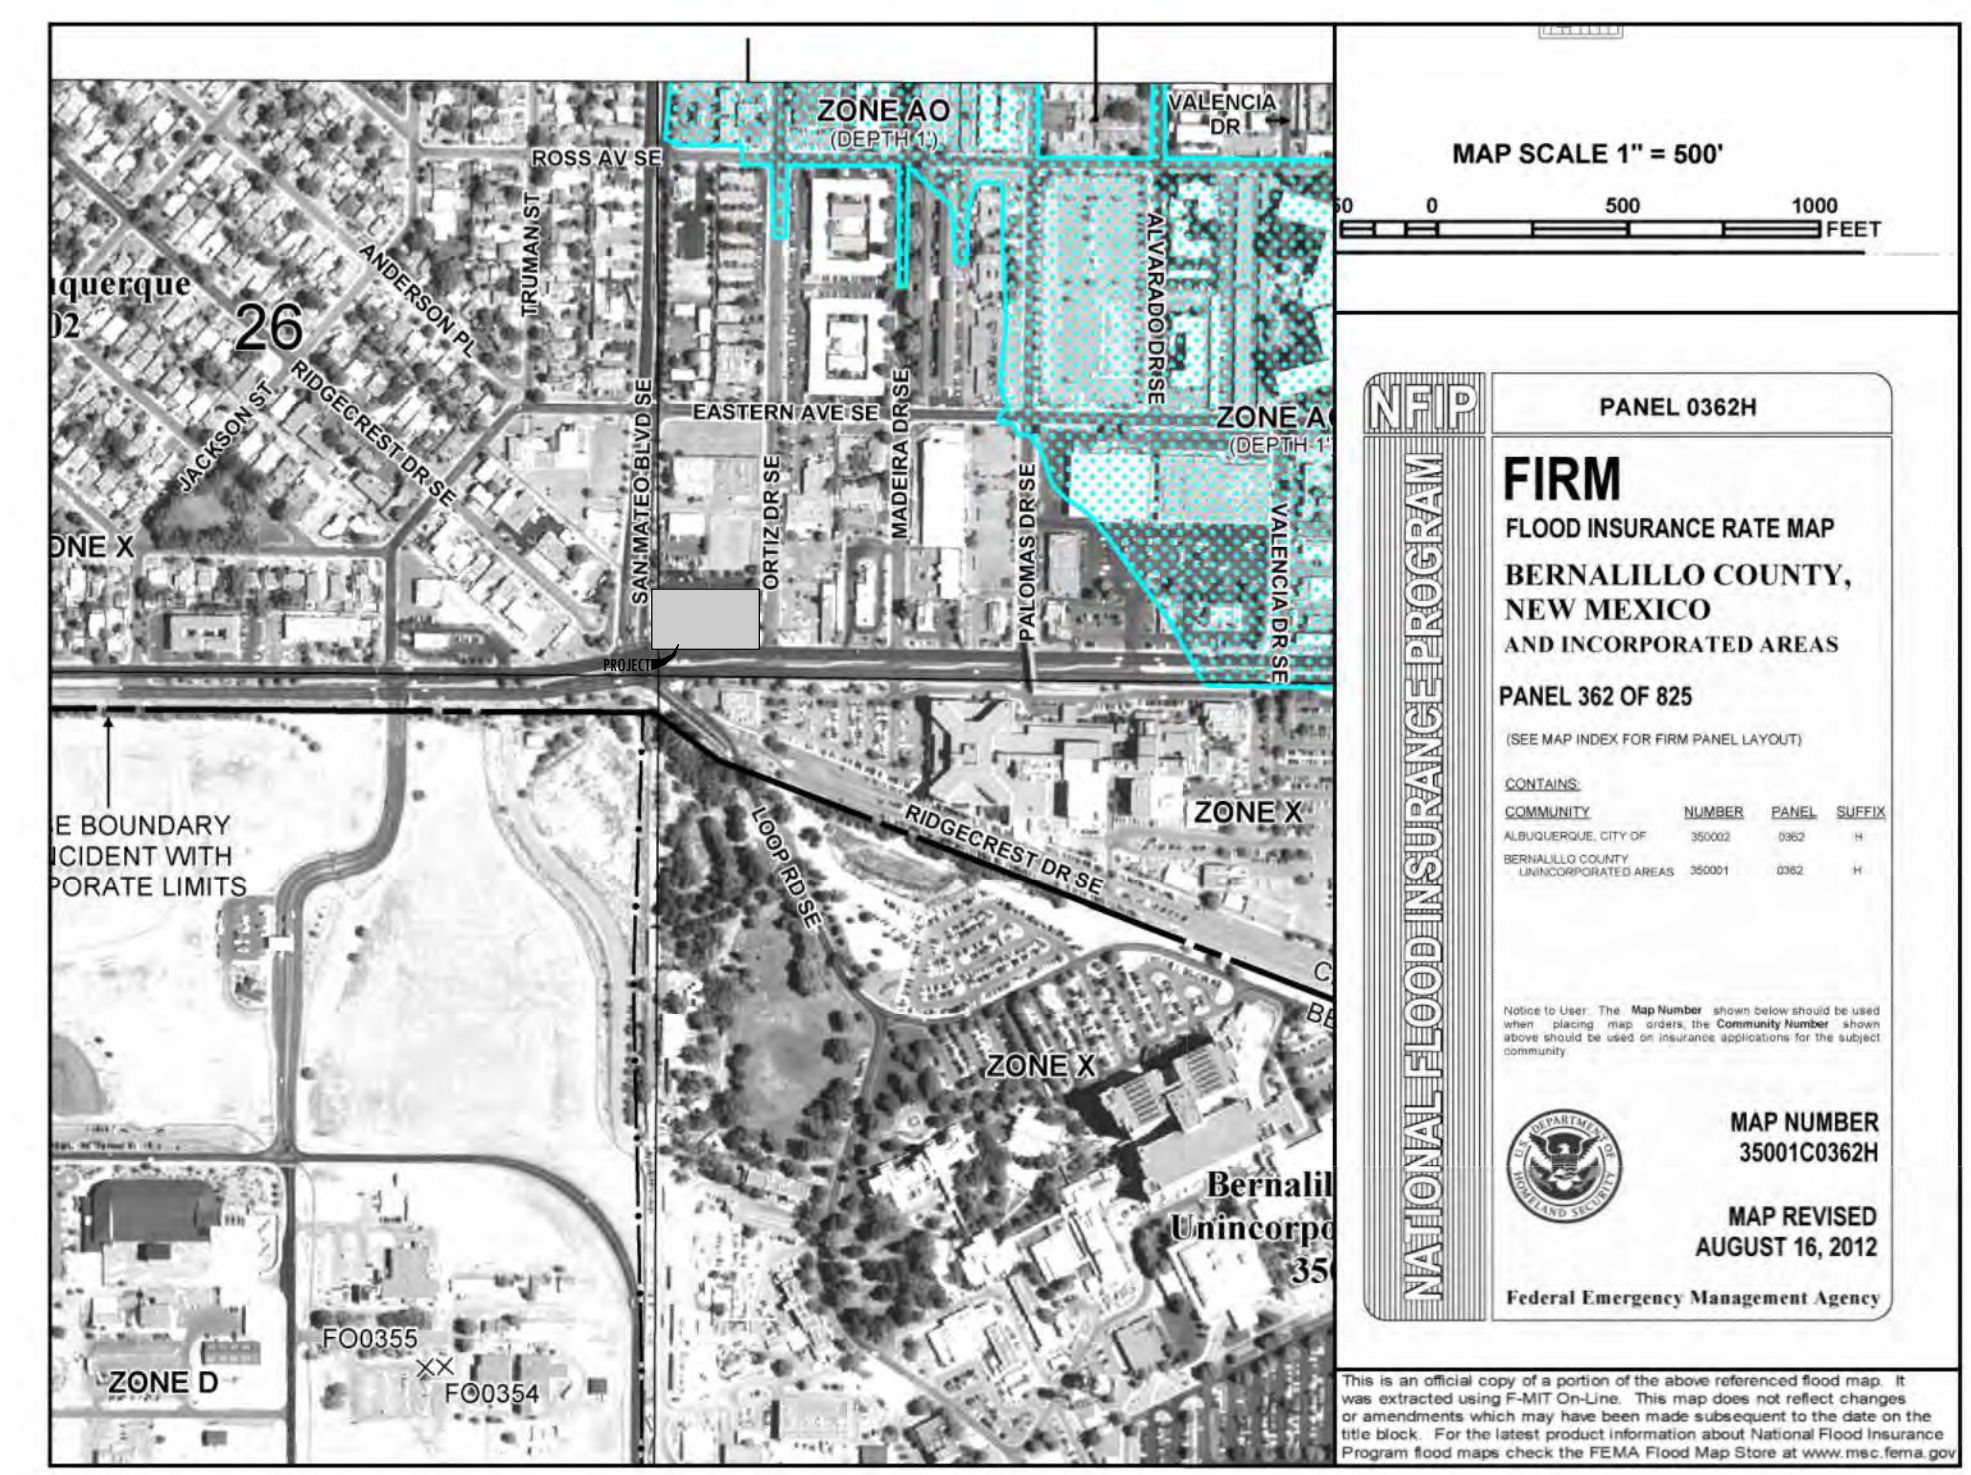 ZONE AO
(DEPTH 1')
VALENCIA
DR
ROSS AV SE
TRUMAN ST
ANDERSON PL
ALVARADO DR SE
26
RIDGECREST DR SE
JACKSON ST
SAN MATEO BLVD SE
EASTERN AVE SE
MADEIRA DR SE
ORTIZ DR SE
PALOMAS DR SE
(DEPTH 1'
VALENCIA DR SE
PROJECT
E BOUNDARY
WITH
LIMITS
LOOP RD SE
RIDGECREST DR SE
ZONE X
ZONE X
FO0355
XX
FO0354
ZONE D
MAP SCALE 1" = 500'
0 500 1000
FEET
NFIP
NATIONAL FLOOD INSURANCE PROGRAM
PANEL 0362H
FIRM
FLOOD INSURANCE RATE MAP
BERNALILLO COUNTY,
NEW MEXICO
AND INCORPORATED AREAS
PANEL 362 OF 825
(SEE MAP INDEX FOR FIRM PANEL LAYOUT)
CONTAINS:
COMMUNITY NUMBER PANEL SUFFIX
ALBUQUERQUE, CITY OF 350002 0362 H
BERNALILLO COUNTY
UNINCORPORATED AREAS 350001 0362 H
Notice to User: The Map Number shown below should be used
when placing map orders; the Community Number shown
above should be used on insurance applications for the subject
community
U.S. DEPARTMENT OF HOMELAND SECURITY
MAP NUMBER
35001C0362H
MAP REVISED
AUGUST 16, 2012
Federal Emergency Management Agency
This is an official copy of a portion of the above referenced flood map. It
was extracted using F-MIT On-Line. This map does not reflect changes
or amendments which may have been made subsequent to the date on the
title block. For the latest product information about National Flood Insurance
Program flood maps check the FEMA Flood Map Store at www.msc.fema.gov